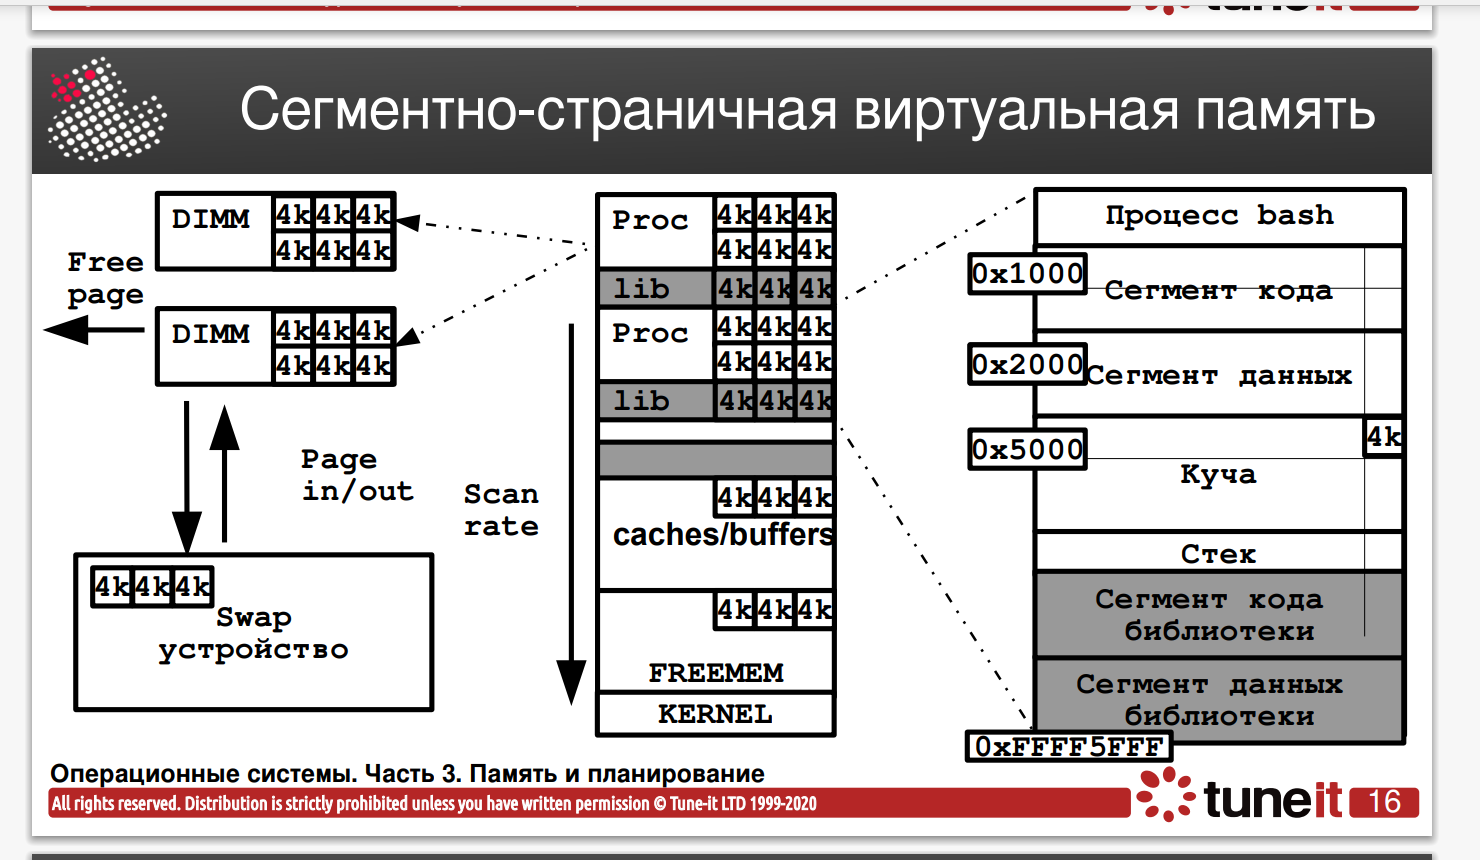 Сегментно-страничная виртуальная память
DIMM
4k 4k 4k
4k 4k 4k
Free
page
DIMM
4k 4k 4k
4k 4k 4k
Page
in/out
4k 4k 4k
Swap
устройство
Scan
rate
Proc
4k 4k 4k
4k 4k 4k
lib
4k 4k 4k
Proc
4k 4k 4k
4k 4k 4k
lib
4k 4k 4k
4k 4k 4k
caches/buffers
4k 4k 4k
FREEMEM
KERNEL
Процесс bash
0x1000
Сегмент кода
0x2000
Сегмент данных
4k
0x5000
Куча
Стек
Сегмент кода
библиотеки
Сегмент данных
библиотеки
0xFFFF5FFF
Операционные системы. Часть 3. Память и планирование
All rights reserved. Distribution is strictly prohibited unless you have written permission © Tune-it LTD 1999-2020
tuneit
16